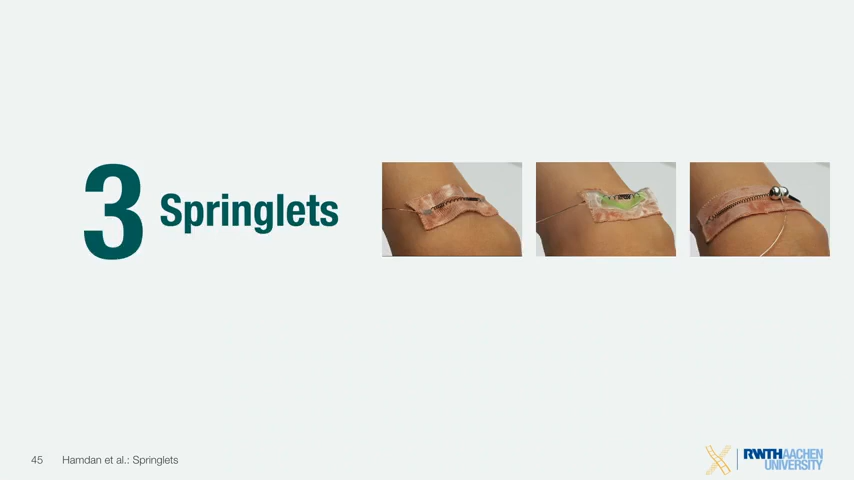 3 Springlets
45 Hamdan et al.: Springlets
RWTHAACHEN
UNIVERSITY